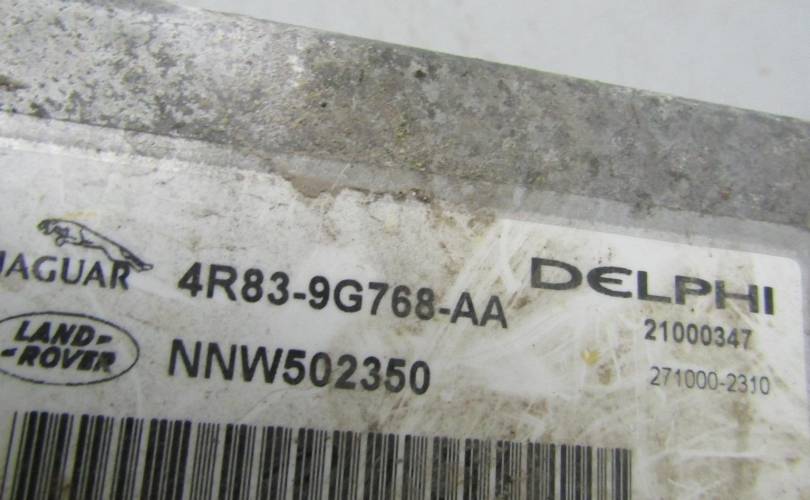 JAGUAR 4R83-9G768-AA DELPHI
21000347
LAND-
-ROVER NNW502350
271000-2310